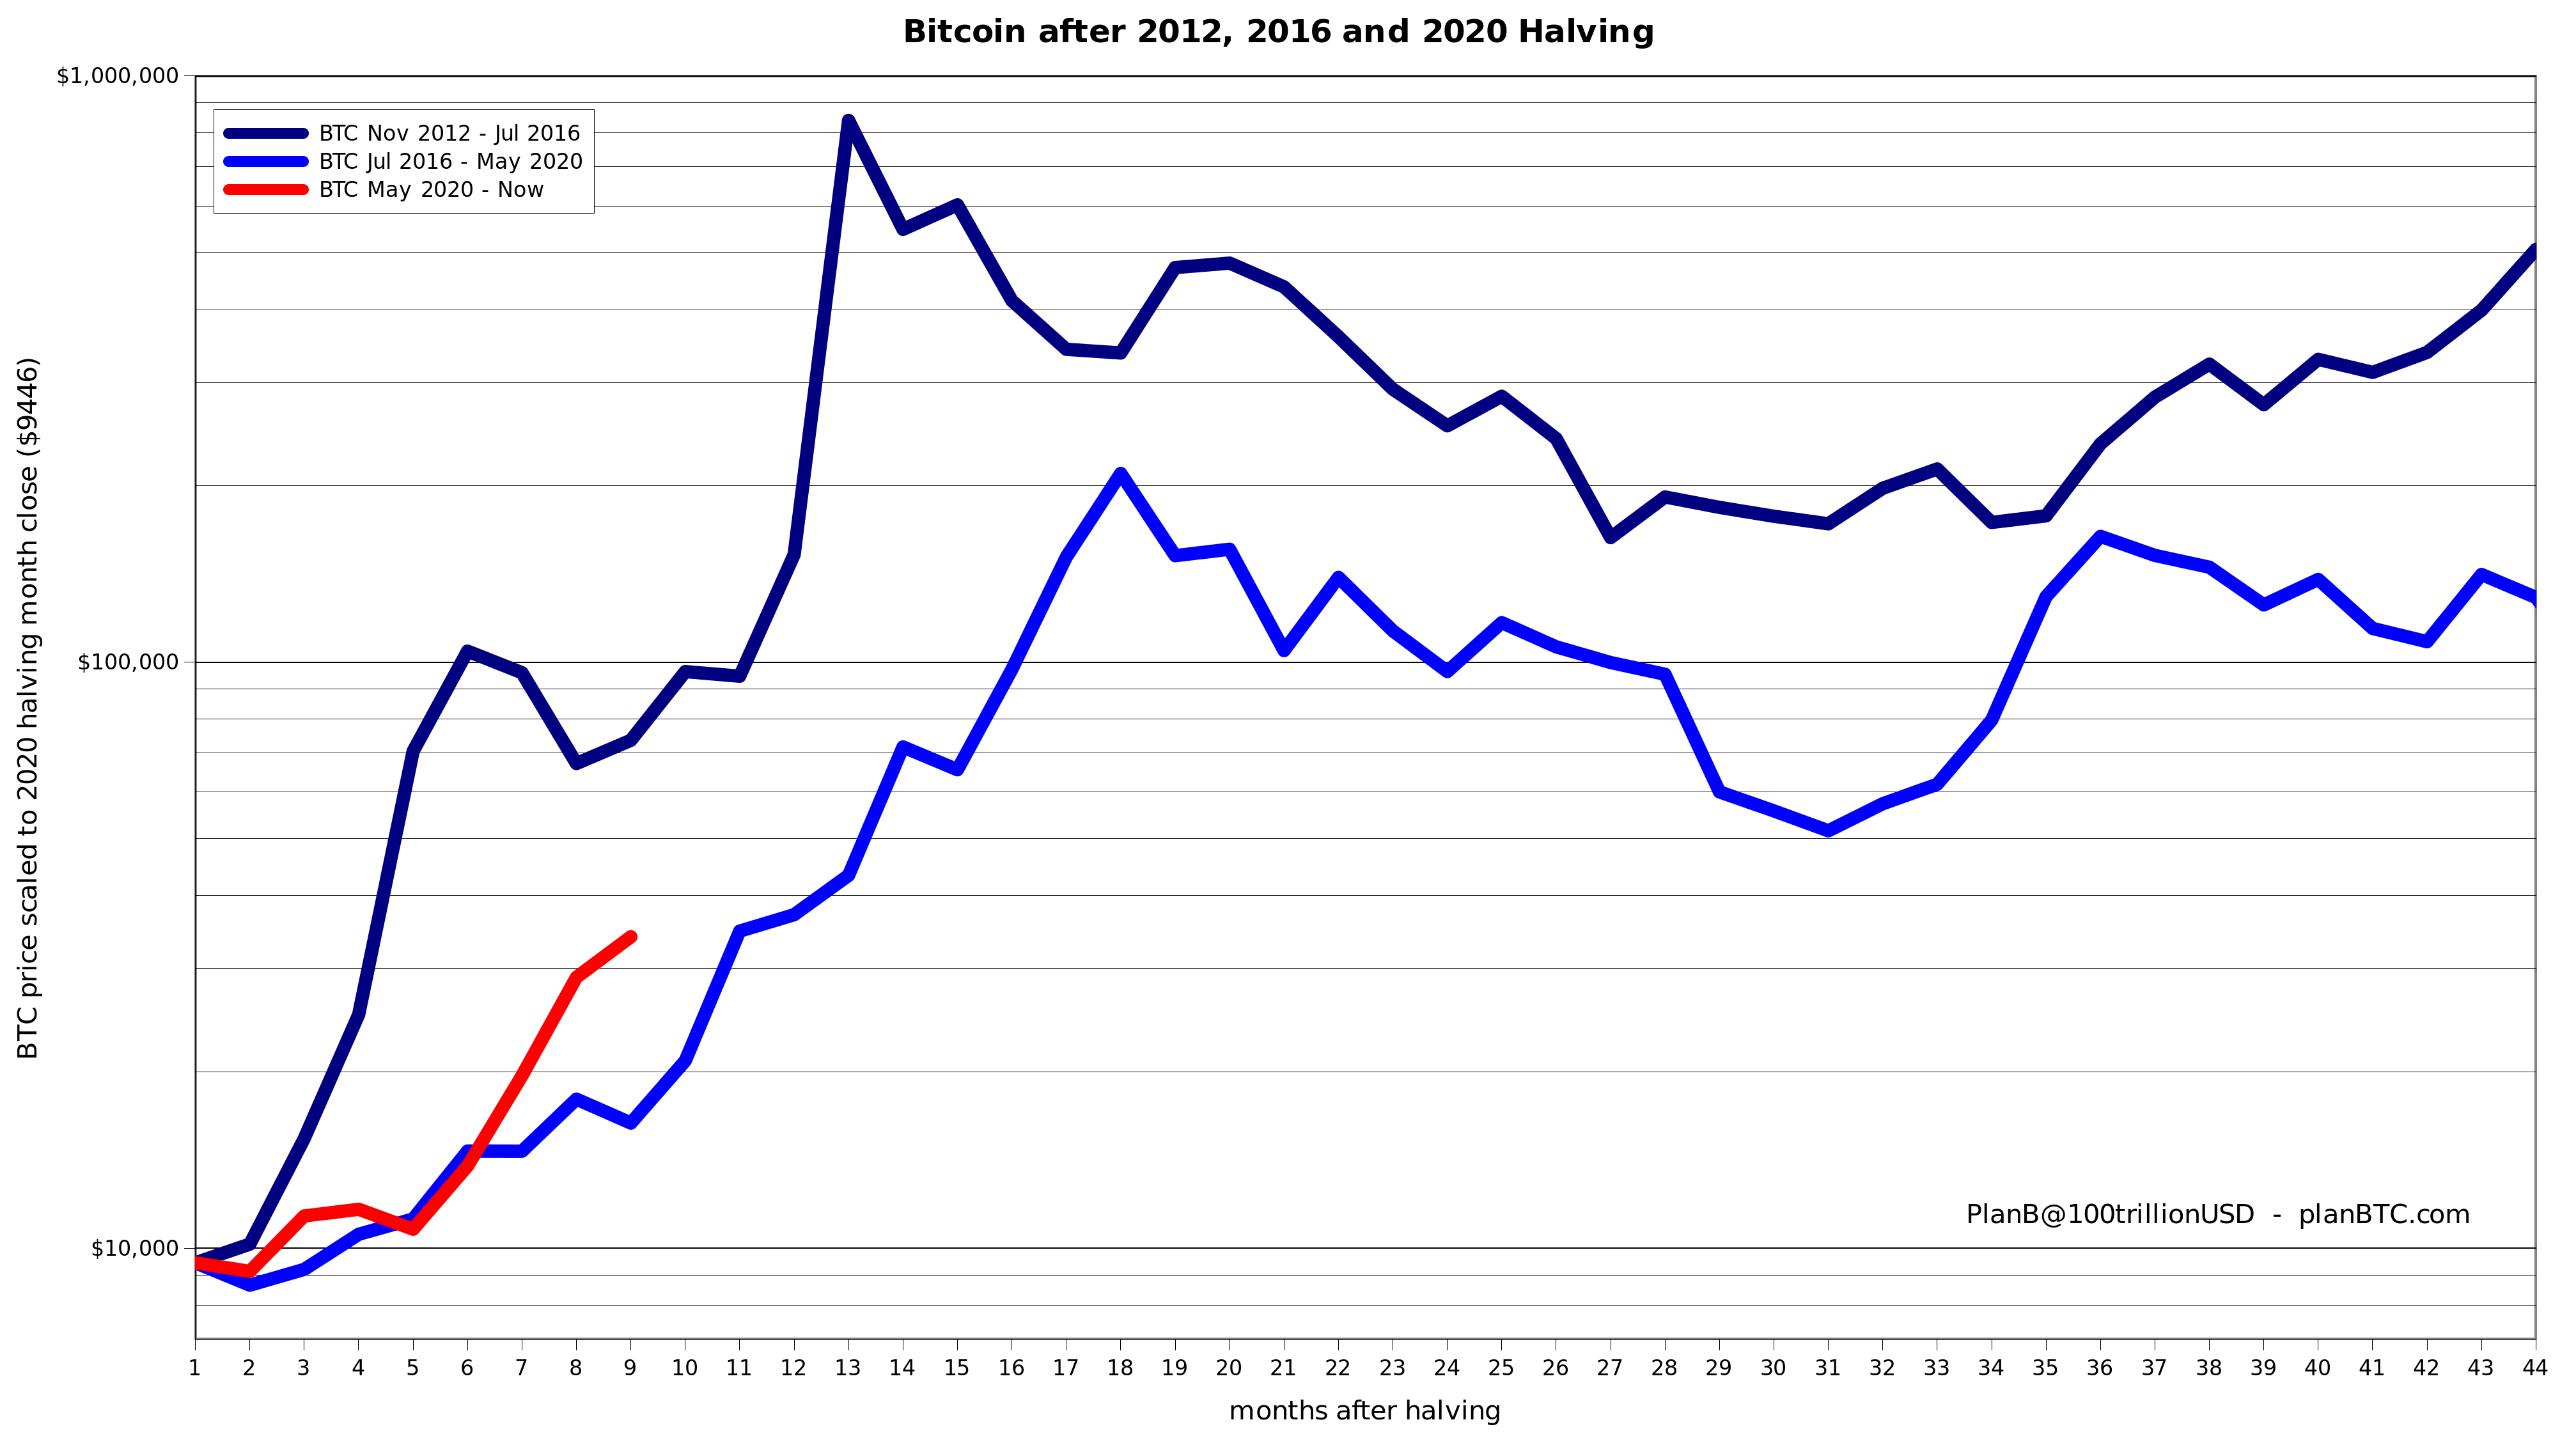 Bitcoin after 2012, 2016 and 2020 Halving
$1,000,000
BTC Nov 2012 - Jul 2016
BTC Jul 2016 - May 2020
BTC May 2020 - Now
BTC price scaled to 2020 halving month close ($9446)
$100,000
PlanB@100trillionUSD - planBTC.com
$10,000
1 2 3 4 5 6 7 8 9 10 11 12 13 14 15 16 17 18 19 20 21 22 23 24 25 26 27 28 29 30 31 32 33 34 35 36 37 38 39 40 41 42 43 44
months after halving